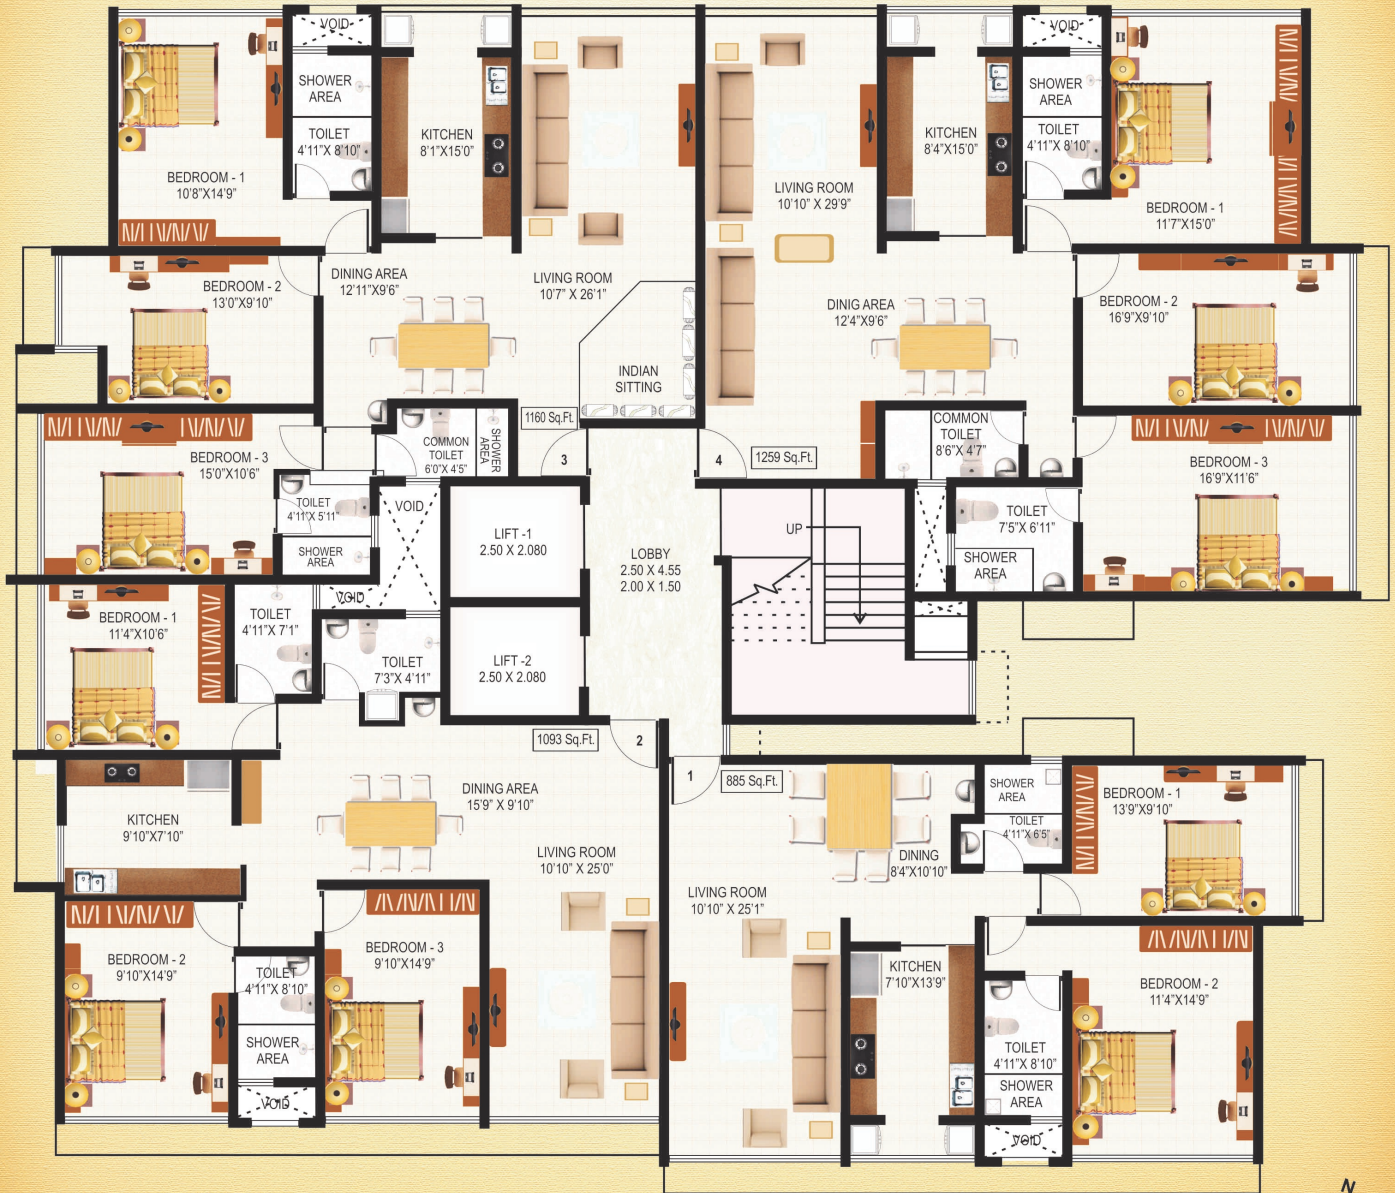 VOID
SHOWER
AREA
TOILET
4'11"X 8'10"
BEDROOM - 1
10'8"X14'9"
KITCHEN
8'1"X15'0"
LIVING ROOM
10'7" X 26'1"
DINING AREA
12'11"X9'6"
BEDROOM - 2
13'0"X9'10"
INDIAN
SITTING
1160 Sq.Ft.
3
COMMON
TOILET
6'0"X 4'5"
SHOWER
AREA
BEDROOM - 3
15'0"X10'6"
TOILET
4'11"X 5'11"
SHOWER
AREA
VOID
VOID
LIVING ROOM
10'10" X 29'9"
KITCHEN
8'4"X15'0"
VOID
SHOWER
AREA
TOILET
4'11"X 8'10"
BEDROOM - 1
11'7"X15'0"
DINING AREA
12'4"X9'6"
BEDROOM - 2
16'9"X9'10"
4
1259 Sq.Ft.
COMMON
TOILET
8'6"X 4'7"
BEDROOM - 3
16'9"X11'6"
TOILET
7'5"X 6'11"
SHOWER
AREA
LIFT -1
2.50 X 2.080
LOBBY
2.50 X 4.55
2.00 X 1.50
UP
LIFT -2
2.50 X 2.080
BEDROOM - 1
11'4"X10'6"
TOILET
4'11"X 7'1"
TOILET
7'3"X 4'11"
1093 Sq.Ft.
2
DINING AREA
15'9" X 9'10"
KITCHEN
9'10"X7'10"
LIVING ROOM
10'10" X 25'0"
BEDROOM - 2
9'10"X14'9"
TOILET
4'11"X 8'10"
SHOWER
AREA
VOID
BEDROOM - 3
9'10"X14'9"
1
885 Sq.Ft.
SHOWER
AREA
TOILET
4'11"X 6'5"
BEDROOM - 1
13'9"X9'10"
DINING
8'4"X10'10"
LIVING ROOM
10'10" X 25'1"
KITCHEN
7'10"X13'9"
BEDROOM - 2
11'4"X14'9"
TOILET
4'11"X 8'10"
SHOWER
AREA
VOID
N